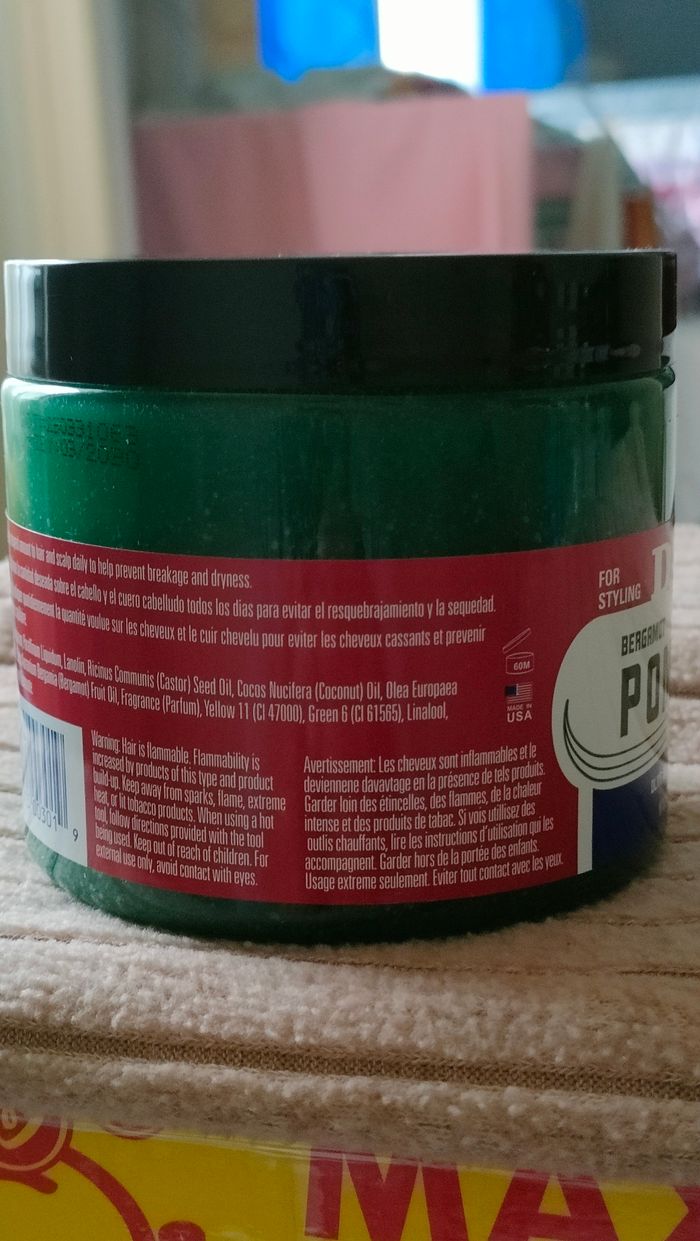 09/2030
to hair and scalp daily to help prevent breakage and dryness.
deseada sobre el cabello y el cuero cabelludo todos los dias para evitar el resquebrajamiento y la sequedad.
la quantité voulue sur les cheveux et le cuir chevelu pour eviter les cheveux cassants et prevenir
Liquidum, Lanolin, Ricinus Communis (Castor) Seed Oil, Cocos Nucifera (Coconut) Oil, Olea Europaea
Bergamia (Bergamot) Fruit Oil, Fragrance (Parfum), Yellow 11 (CI 47000), Green 6 (CI 61565), Linalool,
60M
MADE IN
USA
FOR
STYLING
D
BERGAMOT
PO
9
Warning: Hair is flammable. Flammability is
increased by products of this type and product
build-up. Keep away from sparks, flame, extreme
heat, or lit tobacco products. When using a hot
tool, follow directions provided with the tool
being used. Keep out of reach of children. For
external use only, avoid contact with eyes.
Avertissement: Les cheveux sont inflammables et le
deviennene davavtage en la présence de tels produits.
Garder loin des étincelles, des flammes, de la chaleur
intense et des produits de tabac. Si vois utilisez des
outils chauffants, lire les instructions d'utilisation qui les
accompagnent. Garder hors de la portée des enfants.
Usage extreme seulement. Eviter tout contact avec les yeux.
MAX